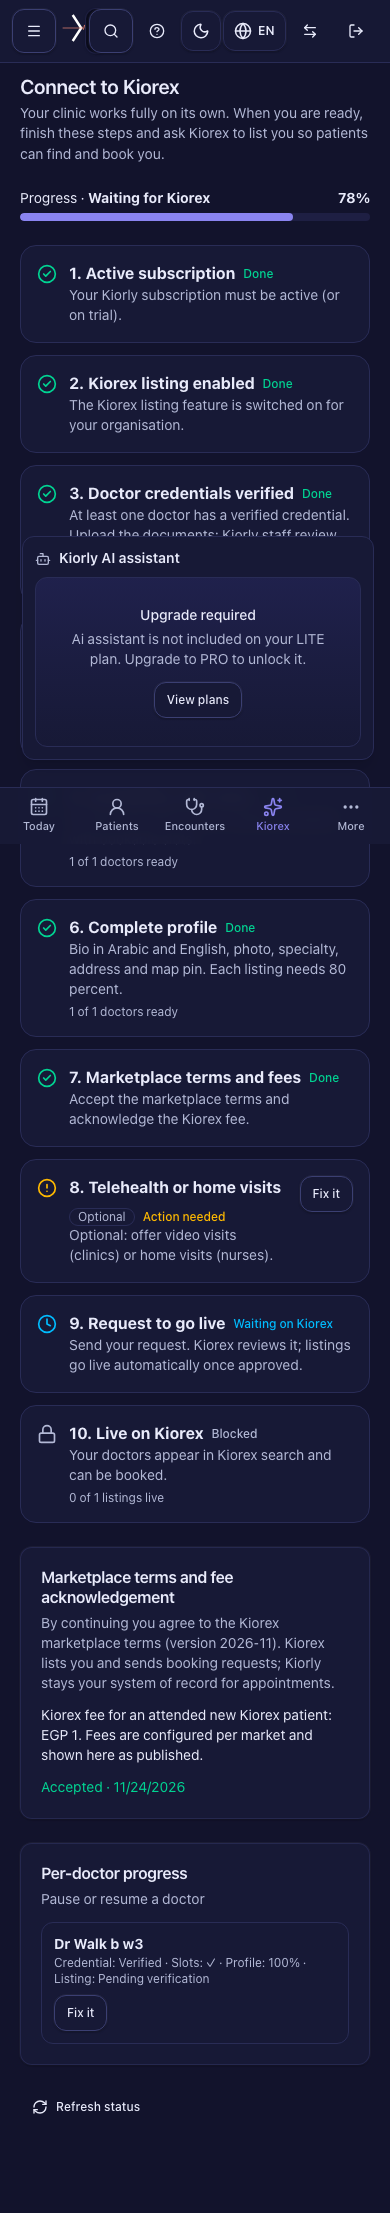 EN
Connect to Kiorex
Your clinic works fully on its own. When you are ready,
finish these steps and ask Kiorex to list you so patients
can find and book you.
Progress · Waiting for Kiorex 78%
1. Active subscription Done
Your Kiorly subscription must be active (or
on trial).
2. Kiorex listing enabled Done
The Kiorex listing feature is switched on for
your organisation.
3. Doctor credentials verified Done
At least one doctor has a verified credential.
Upload the documents; Kiorly staff review
Kiorly AI assistant
Upgrade required
Ai assistant is not included on your LITE
plan. Upgrade to PRO to unlock it.
View plans
Today
Patients
Encounters
Kiorex
More
1 of 1 doctors ready
6. Complete profile Done
Bio in Arabic and English, photo, specialty,
address and map pin. Each listing needs 80
percent.
1 of 1 doctors ready
7. Marketplace terms and fees Done
Accept the marketplace terms and
acknowledge the Kiorex fee.
8. Telehealth or home visits
Fix it
Optional Action needed
Optional: offer video visits
(clinics) or home visits (nurses).
9. Request to go live Waiting on Kiorex
Send your request. Kiorex reviews it; listings
go live automatically once approved.
10. Live on Kiorex Blocked
Your doctors appear in Kiorex search and
can be booked.
0 of 1 listings live
Marketplace terms and fee
acknowledgement
By continuing you agree to the Kiorex
marketplace terms (version 2026-11). Kiorex
lists you and sends booking requests; Kiorly
stays your system of record for appointments.
Kiorex fee for an attended new Kiorex patient:
EGP 1. Fees are configured per market and
shown here as published.
Accepted · 11/24/2026
Per-doctor progress
Pause or resume a doctor
Dr Walk b w3
Credential: Verified · Slots: ✓ · Profile: 100% ·
Listing: Pending verification
Fix it
Refresh status